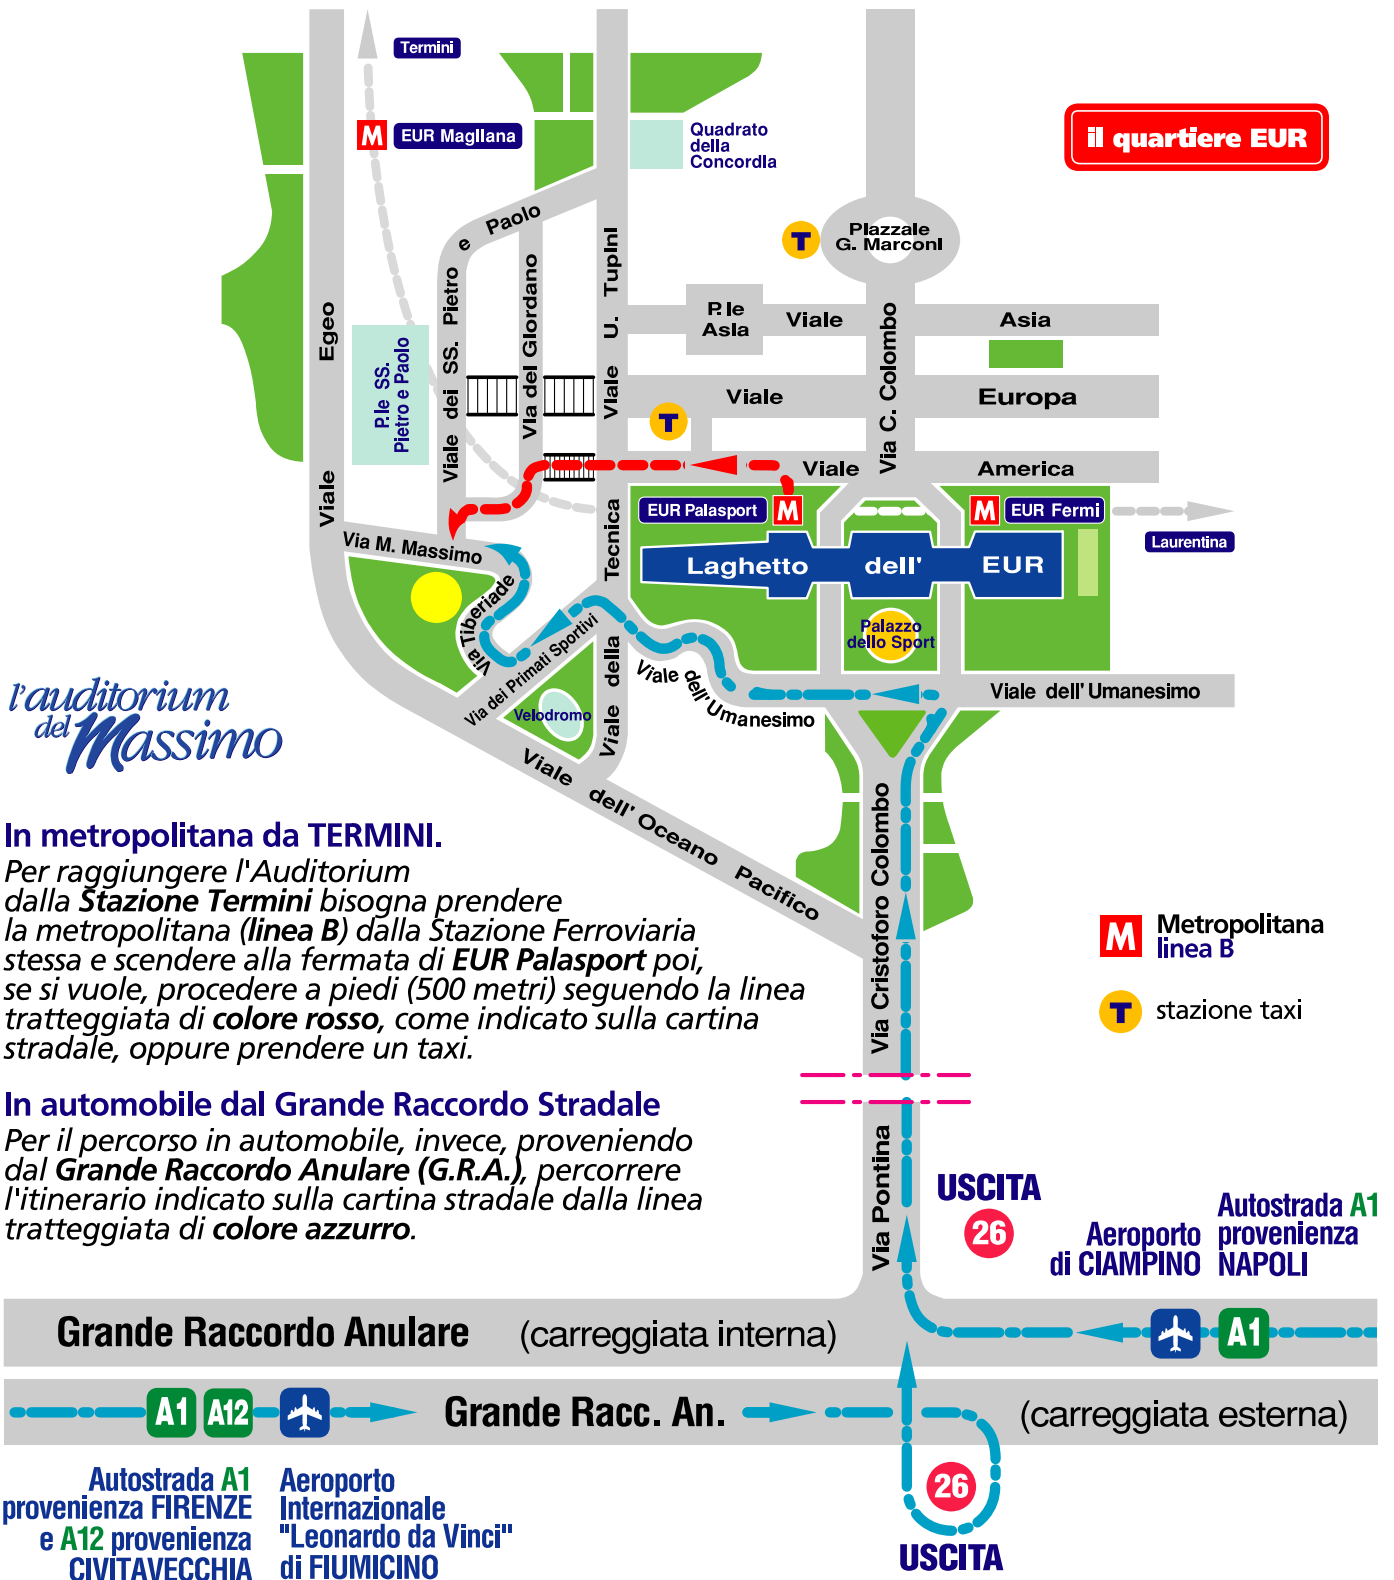 Termini
M EUR Magliana
Quadrato
della
Concordia
il quartiere EUR
T
Piazzale
G. Marconi
Viale dei SS. Pietro e Paolo
Via del Giordano
Viale U. Tupini
P.le
Asia
Viale Asia
Via C. Colombo
Viale Egeo
P.le SS.
Pietro e Paolo
Viale Europa
T
Viale America
EUR Palasport M
M EUR Fermi
Laurentina
Via M. Massimo
Laghetto dell' EUR
Via Tiberiade
Viale della Tecnica
Palazzo
dello Sport
Via dei Primati Sportivi
Velodromo
Viale dell'Umanesimo
Viale dell'Umanesimo
l'auditorium
del Massimo
Viale dell'Oceano Pacifico
Via Cristoforo Colombo
In metropolitana da TERMINI.
Per raggiungere l'Auditorium
dalla Stazione Termini bisogna prendere
la metropolitana (linea B) dalla Stazione Ferroviaria
stessa e scendere alla fermata di EUR Palasport poi,
se si vuole, procedere a piedi (500 metri) seguendo la linea
tratteggiata di colore rosso, come indicato sulla cartina
stradale, oppure prendere un taxi.
M Metropolitana
linea B
T stazione taxi
In automobile dal Grande Raccordo Stradale
Per il percorso in automobile, invece, proveniendo
dal Grande Raccordo Anulare (G.R.A.), percorrere
l'itinerario indicato sulla cartina stradale dalla linea
tratteggiata di colore azzurro.
Via Pontina
USCITA
26
Aeroporto
di CIAMPINO
Autostrada A1
provenienza
NAPOLI
Grande Raccordo Anulare (carreggiata interna)
A1
A1 A12
Grande Racc. An. (carreggiata esterna)
Autostrada A1
provenienza FIRENZE
e A12 provenienza
CIVITAVECCHIA
Aeroporto
Internazionale
"Leonardo da Vinci"
di FIUMICINO
26
USCITA